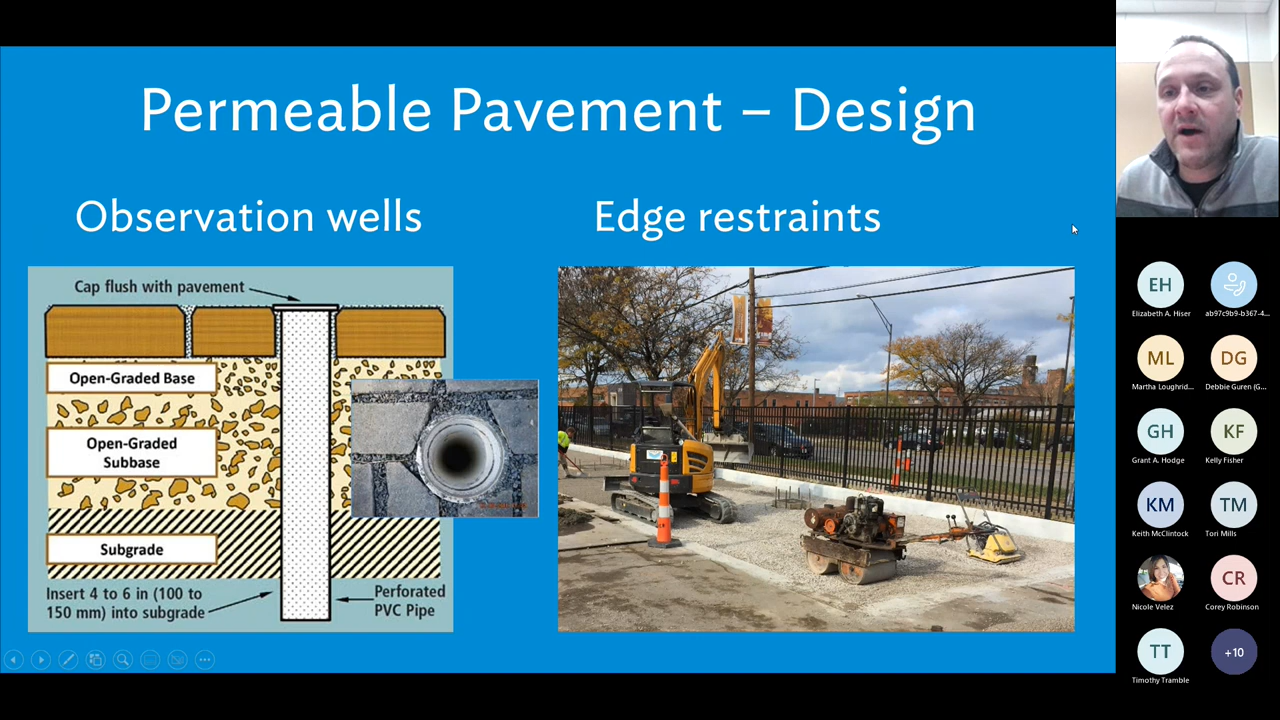 Permeable Pavement – Design
Observation wells
Edge restraints
Cap flush with pavement
Open-Graded Base
Open-Graded
Subbase
Subgrade
Insert 4 to 6 in (100 to
150 mm) into subgrade
Perforated
PVC Pipe
EH
Elizabeth A. Hiser
ab97c9b9-b367-4...
ML
Martha Loughrid...
DG
Debbie Guren (G...
GH
Grant A. Hodge
KF
Kelly Fisher
KM
Keith McClintock
TM
Tori Mills
Nicole Velez
CR
Corey Robinson
TT
Timothy Tramble
+10